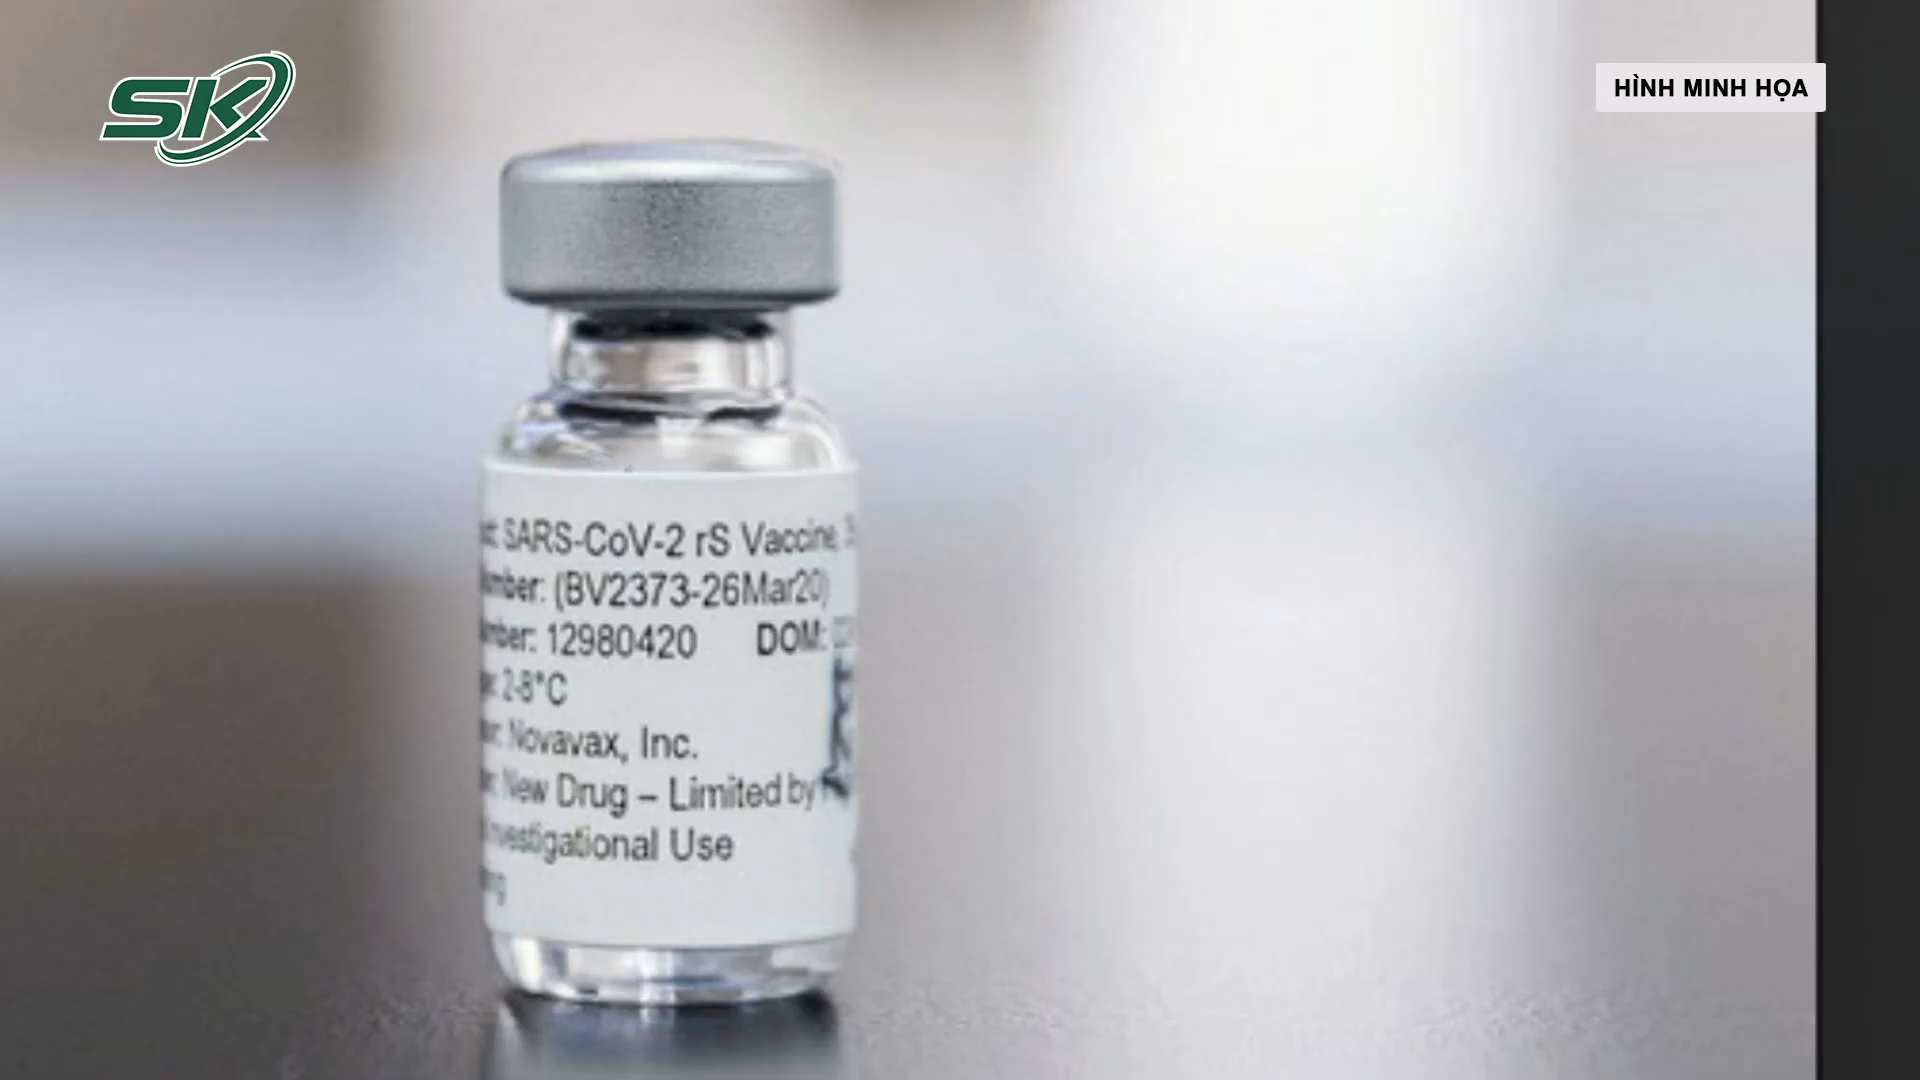 SK
HÌNH MINH HỌA
SARS-CoV-2 rS Vaccine,
(BV2373-26Mar20)
12980420 DOM:
2-8°C
Novavax, Inc.
New Drug – Limited by
Investigational Use